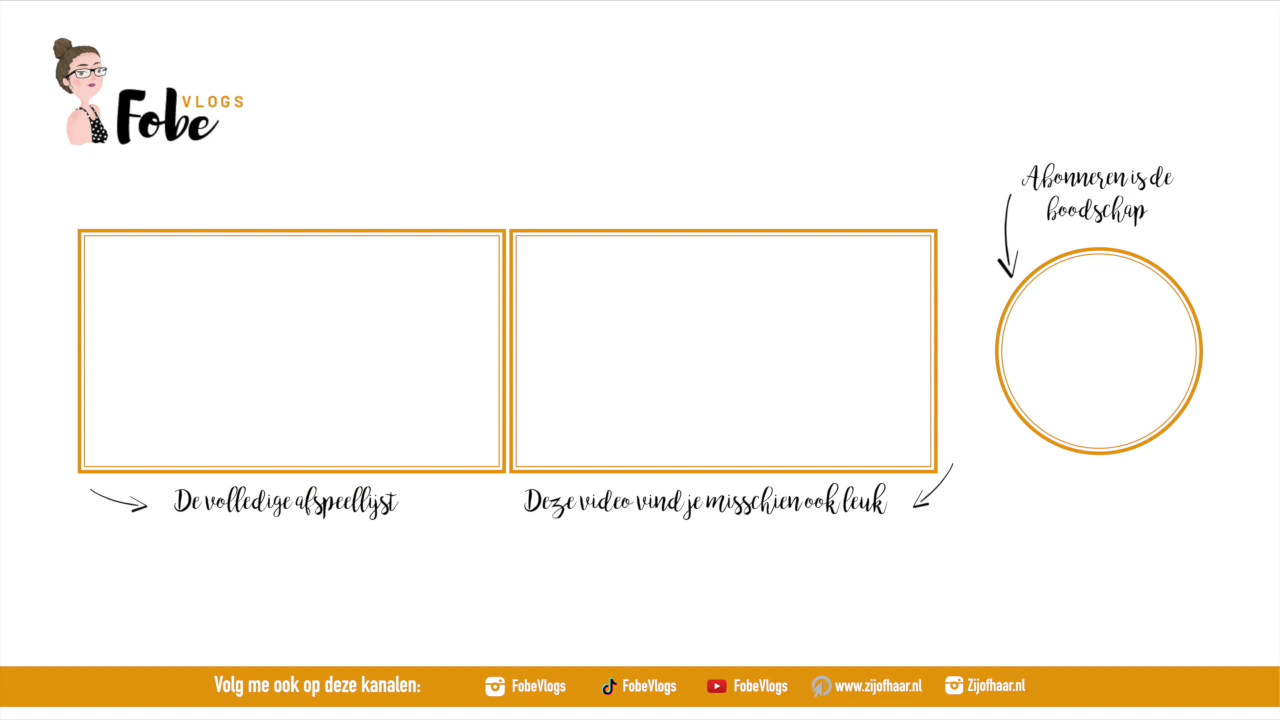 VLOGS
Fobe
Abonneren is de
boodschap
De volledige afspeellijst
Deze video vind je misschien ook leuk
Volg me ook op deze kanalen:
FobeVlogs
FobeVlogs
FobeVlogs
www.zijofhaar.nl
Zijofhaar.nl